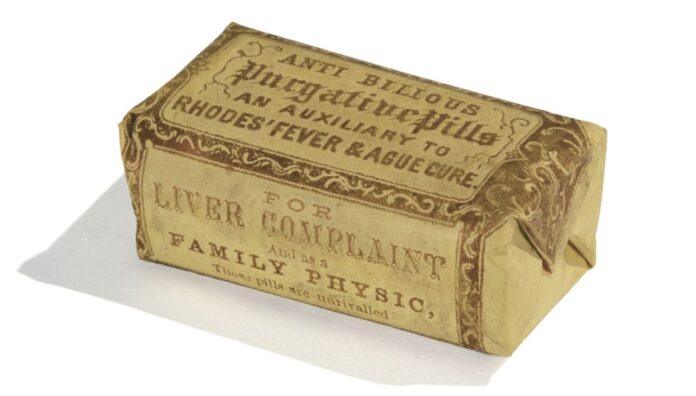 ANTI BILIOUS
Purgative Pills
AN AUXILIARY TO
RHODES' FEVER & AGUE CURE.
FOR
LIVER COMPLAINT
And as a
FAMILY PHYSIC,
These pills are unrivalled